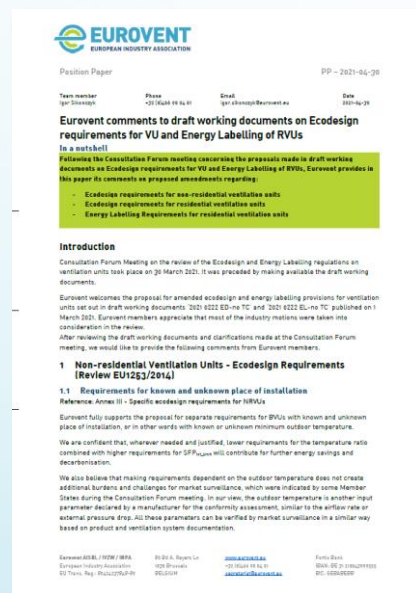 EUROVENT
EUROPEAN INDUSTRY ASSOCIATION
Position Paper
PP – 2021-04-30
Team member
Phone
Email
Date
Igor Sikonczyk
igor.sikonczyk@eurovent.eu
2021-04-30
Eurovent comments to draft working documents on Ecodesign
requirements for VU and Energy Labelling of RVUs
In a nutshell
Following the Consultation Forum meeting concerning the proposals made in draft working
documents on Ecodesign requirements for VU and Energy Labelling of RVUs, Eurovent provides in
this paper its comments on proposed amendments regarding:
- Ecodesign requirements for non-residential ventilation units
- Ecodesign requirements for residential ventilation units
- Energy Labelling Requirements for residential ventilation units
Introduction
Consultation Forum Meeting on the review of the Ecodesign and Energy Labelling regulations on
ventilation units took place on 30 March 2021. It was preceded by making available the draft working
documents.
Eurovent welcomes the proposal for amended ecodesign and energy labelling provisions for ventilation
units set out in draft working documents '2021 0222 ED-no TC' and '2021 0222 EL-no TC' published on 1
March 2021. Eurovent members appreciate that most of the industry motions were taken into
consideration in the review.
After reviewing the draft working documents and clarifications made at the Consultation Forum
meeting, we would like to provide the following comments from Eurovent members.
1 Non-residential Ventilation Units - Ecodesign Requirements
(Review EU1253/2014)
1.1 Requirements for known and unknown place of installation
Reference: Annex III - Specific ecodesign requirements for NRVUs
Eurovent fully supports the proposal for separate requirements for BVUs with known and unknown
place of installation, or in other words with known or unknown minimum outdoor temperature.
We are confident that, wherever needed and justified, lower requirements for the temperature ratio
combined with higher requirements for SFP will contribute for further energy savings and
decarbonisation.
We also believe that making requirements dependent on the outdoor temperature does not create
additional burdens and challenges for market surveillance, which were indicated by some Member
States during the Consultation Forum meeting. In our view, the outdoor temperature is another input
parameter declared by a manufacturer for the conformity assessment, similar to the airflow rate or
external pressure drop. All these parameters can be verified by market surveillance in a similar way
based on product and ventilation system documentation.
Eurovent AISBL / IVZW / INPA
European Industry Association
80 Bd A. Reyers Ln
1030 Brussels
BELGIUM
www.eurovent.eu
secretariat@eurovent.eu
Fortis Bank